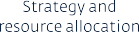 Strategy and
resource allocation